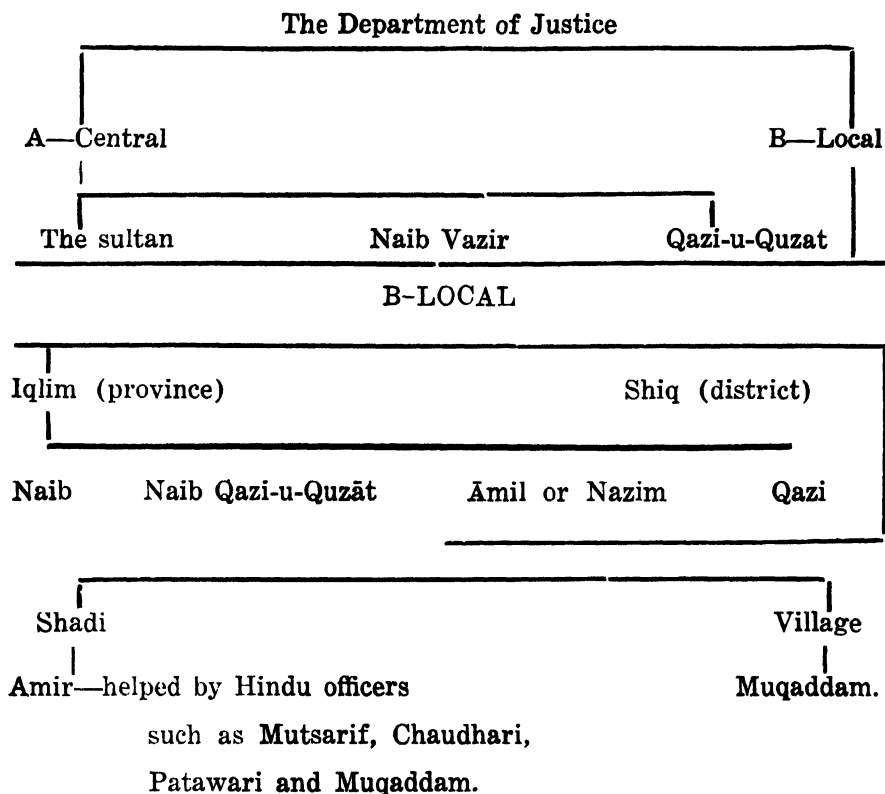 The Department of Justice
A—Central B—Local
The sultan Naib Vazir Qazi-u-Quzat
B-LOCAL
Iqlim (province) Shiq (district)
Naib Naib Qazi-u-Quzāt Āmil or Nazim Qazi
Shadi Village
Amir—helped by Hindu officers Muqaddam.
such as Mutsarif, Chaudhari,
Patawari and Muqaddam.